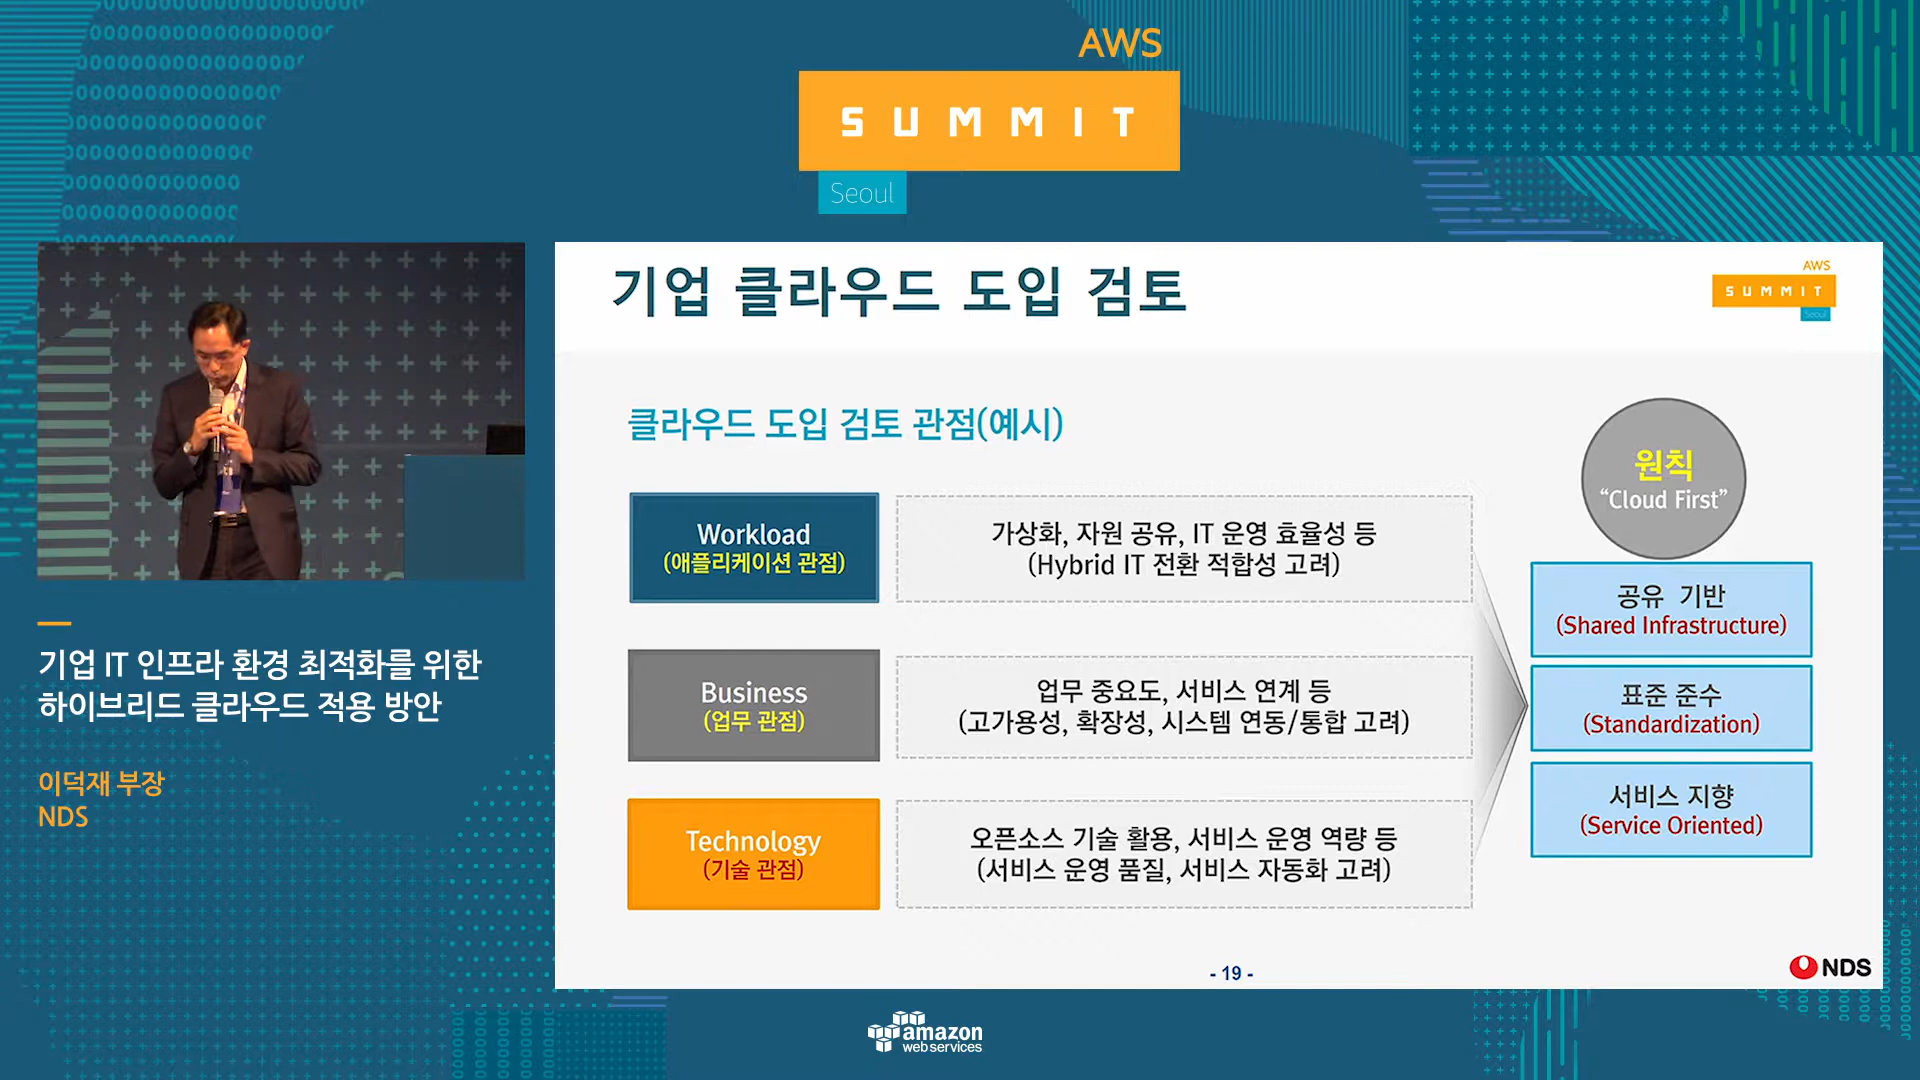 AWS
SUMMIT
Seoul
기업 IT 인프라 환경 최적화를 위한
하이브리드 클라우드 적용 방안
이덕재 부장
NDS
기업 클라우드 도입 검토
AWS
SUMMIT
Seoul
클라우드 도입 검토 관점(예시)
Workload
(애플리케이션 관점)
가상화, 자원 공유, IT 운영 효율성 등
(Hybrid IT 전환 적합성 고려)
Business
(업무 관점)
업무 중요도, 서비스 연계 등
(고가용성, 확장성, 시스템 연동/통합 고려)
Technology
(기술 관점)
오픈소스 기술 활용, 서비스 운영 역량 등
(서비스 운영 품질, 서비스 자동화 고려)
원칙
“Cloud First”
공유 기반
(Shared Infrastructure)
표준 준수
(Standardization)
서비스 지향
(Service Oriented)
- 19 -
NDS
amazon
web services